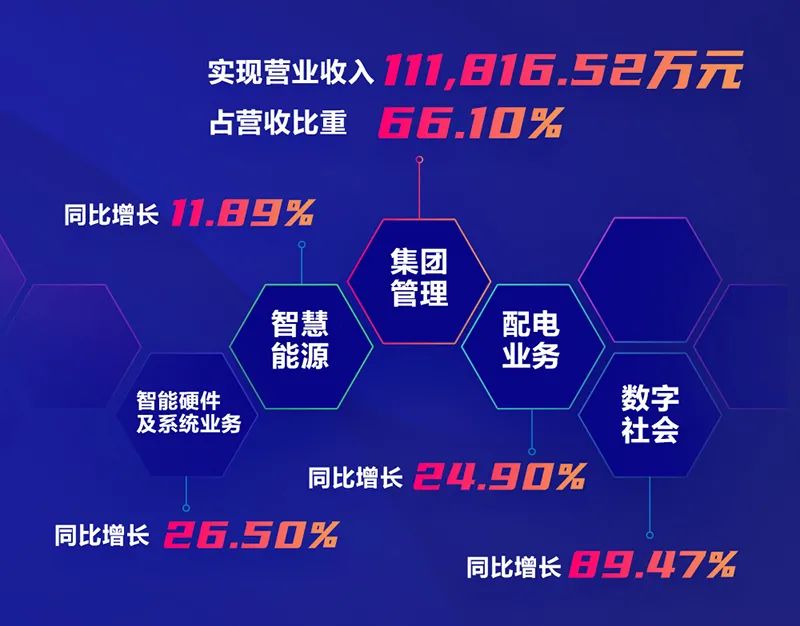 实现营业收入 111,816.52万元
占营收比重 66.10%
同比增长 11.89%
集团
管理
智慧
能源
配电
业务
智能硬件
及系统业务
数字
社会
同比增长 24.90%
同比增长 26.50%
同比增长 89.47%